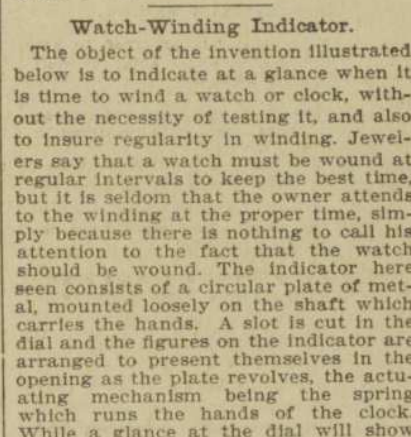 Watch-Winding Indicator.
The object of the invention illustrated
below is to indicate at a glance when it
is time to wind a watch or clock, with-
out the necessity of testing it, and also
to insure regularity in winding. Jewel-
ers say that a watch must be wound at
regular intervals to keep the best time,
but it is seldom that the owner attends
to the winding at the proper time, sim-
ply because there is nothing to call his
attention to the fact that the watch
should be wound. The indicator here
seen consists of a circular plate of met-
al, mounted loosely on the shaft which
carries the hands. A slot is cut in the
dial and the figures on the indicator are
arranged to present themselves in the
opening as the plate revolves, the actu-
ating mechanism being the spring
which runs the hands of the clock.
While a glance at the dial will show